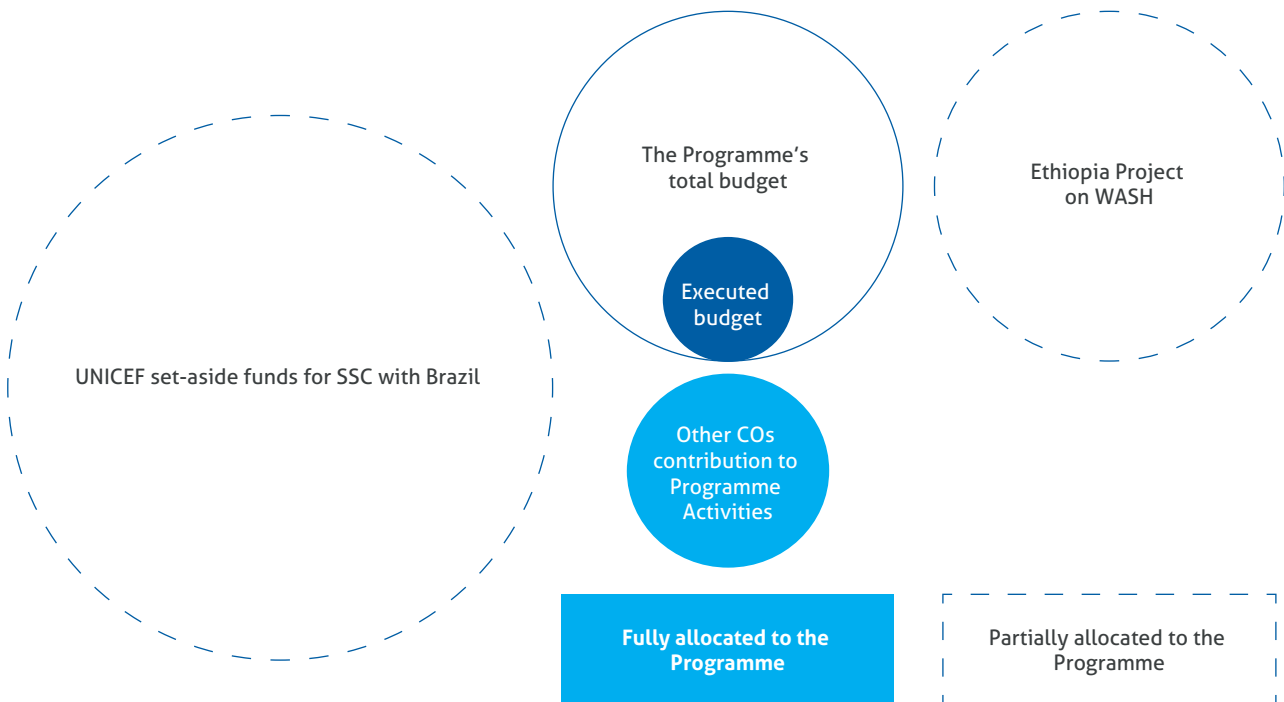 The Programme's
total budget
Ethiopia Project
on WASH
Executed
budget
UNICEF set-aside funds for SSC with Brazil
Other COs
contribution to
Programme
Activities
Fully allocated to the
Programme
Partially allocated to the
Programme